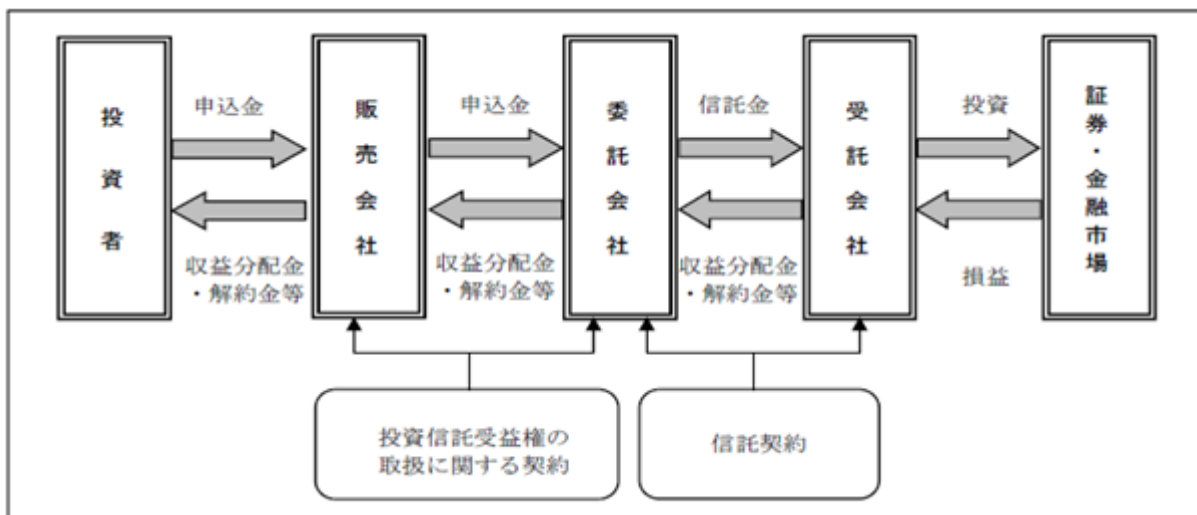 投資者
申込金
収益分配金
・解約金等
販売会社
申込金
収益分配金
・解約金等
委託会社
信託金
収益分配金
・解約金等
受託会社
投資
損益
証券・金融市場
投資信託受益権の
取扱に関する契約
信託契約